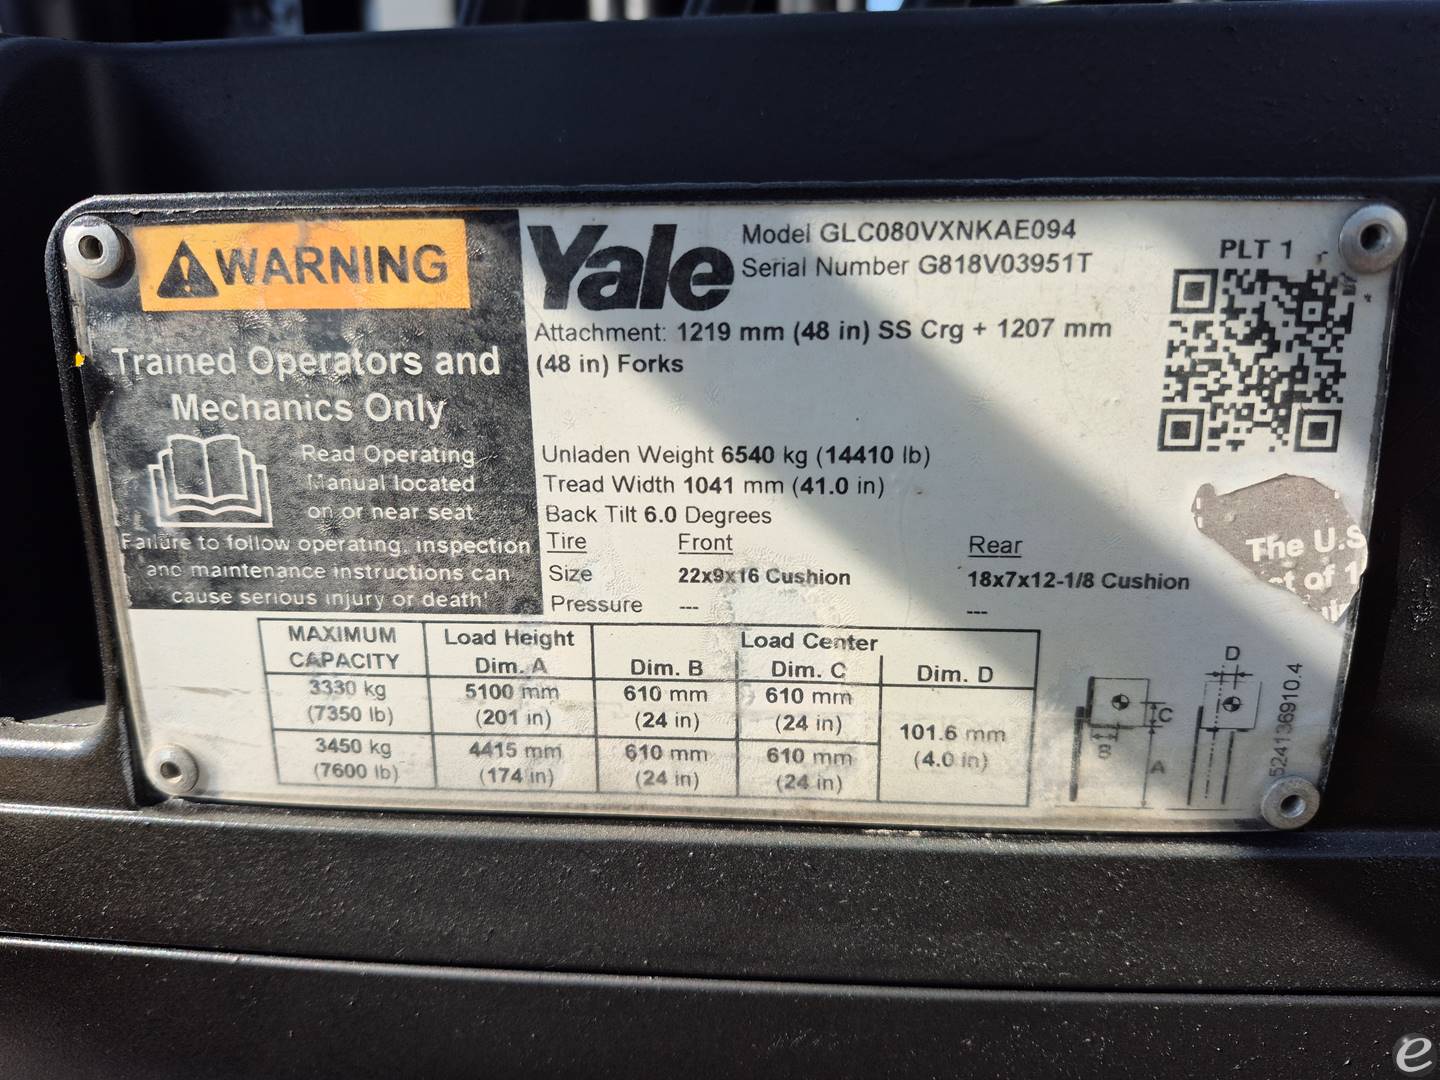 WARNING
Trained Operators and
Mechanics Only
Read Operating
Manual located
on or near seat
Failure to follow operating, inspection
and maintenance instructions can
cause serious injury or death!
Yale
Model GLC080VXNKAE094
Serial Number G818V03951T
Attachment: 1219 mm (48 in) SS Crg + 1207 mm
(48 in) Forks
PLT 1
Unladen Weight 6540 kg (14410 lb)
Tread Width 1041 mm (41.0 in)
Back Tilt 6.0 Degrees
Tire Front Rear
Size 22x9x16 Cushion 18x7x12-1/8 Cushion
Pressure --- ---
The U.S
ct of 1
MAXIMUM CAPACITY Load Height Dim. A Load Center Dim. B Dim. C Dim. D
3330 kg 5100 mm 610 mm 610 mm
(7350 lb) (201 in) (24 in) (24 in)
101.6 mm
(4.0 in)
3450 kg 4415 mm 610 mm 610 mm
(7600 lb) (174 in) (24 in) (24 in)
B C A
D
524136910.4
e